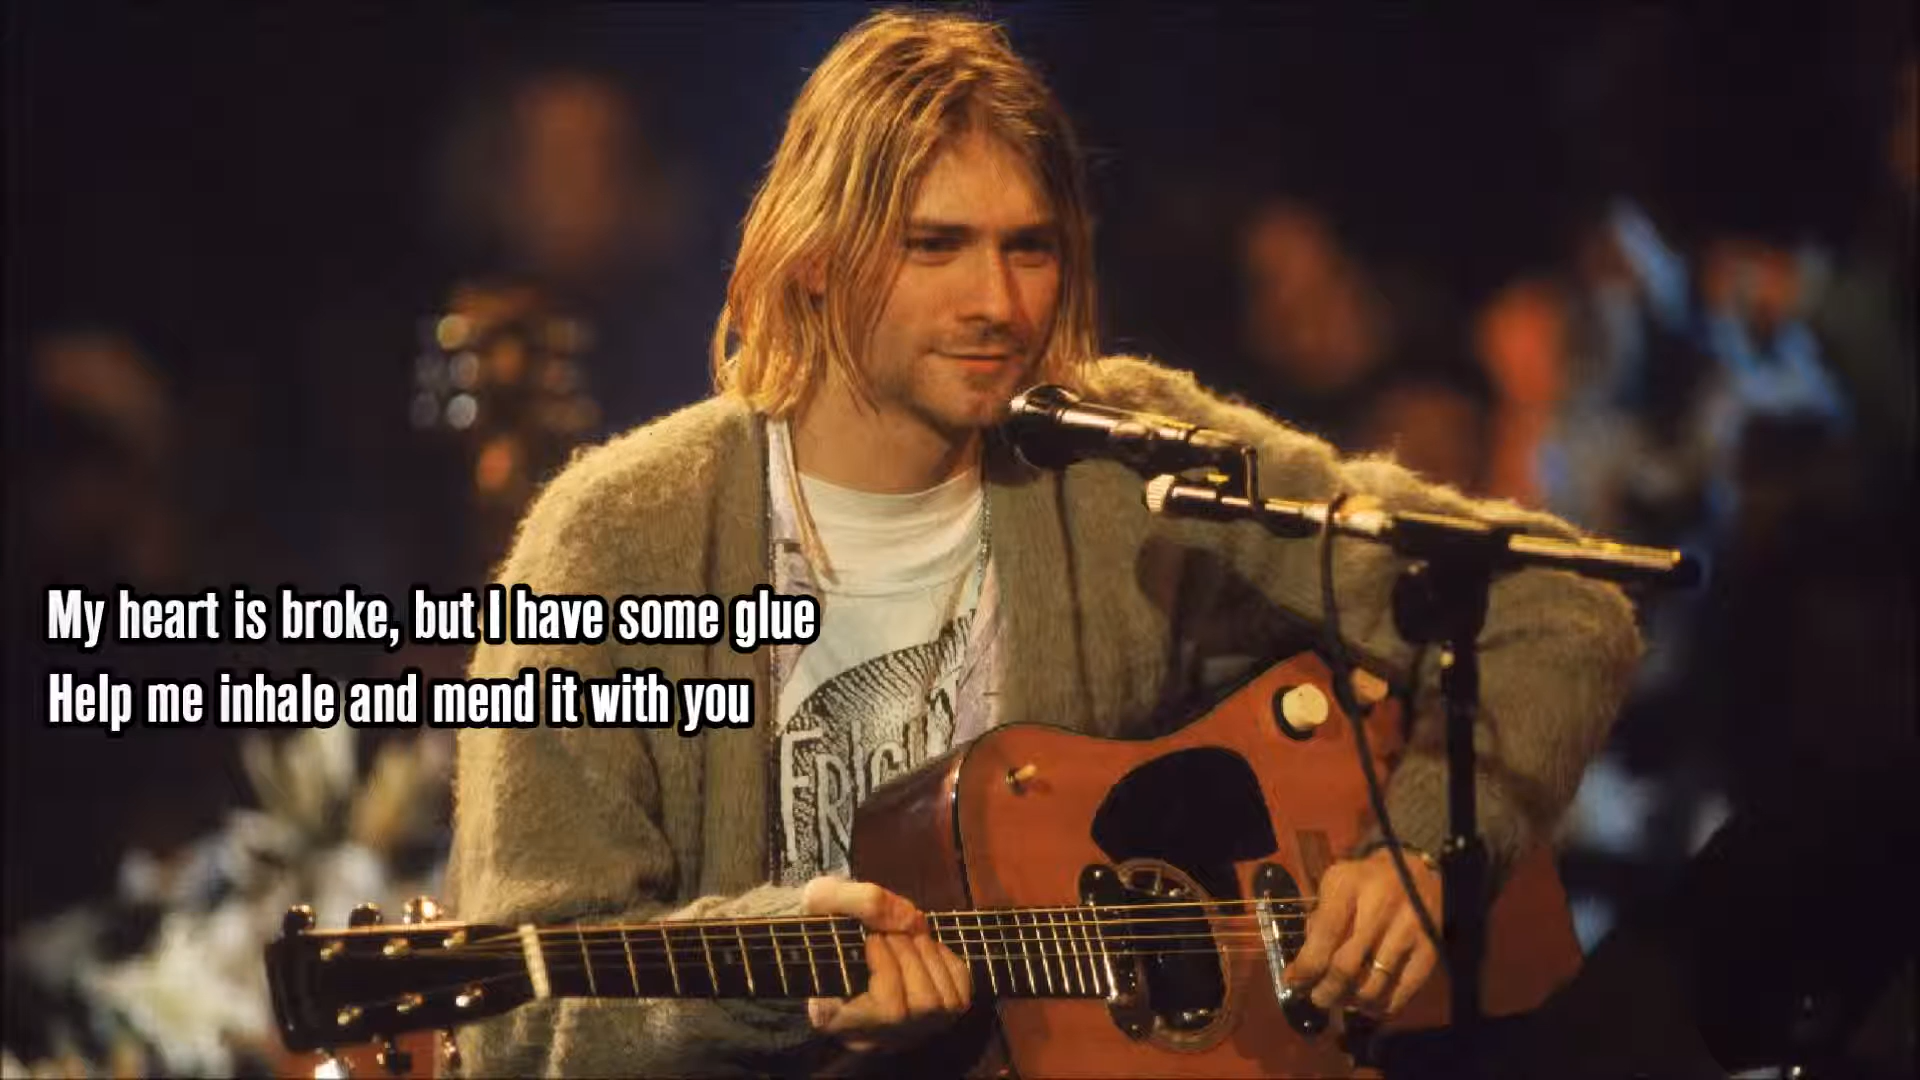 My heart is broke, but I have some glue
Help me inhale and mend it with you